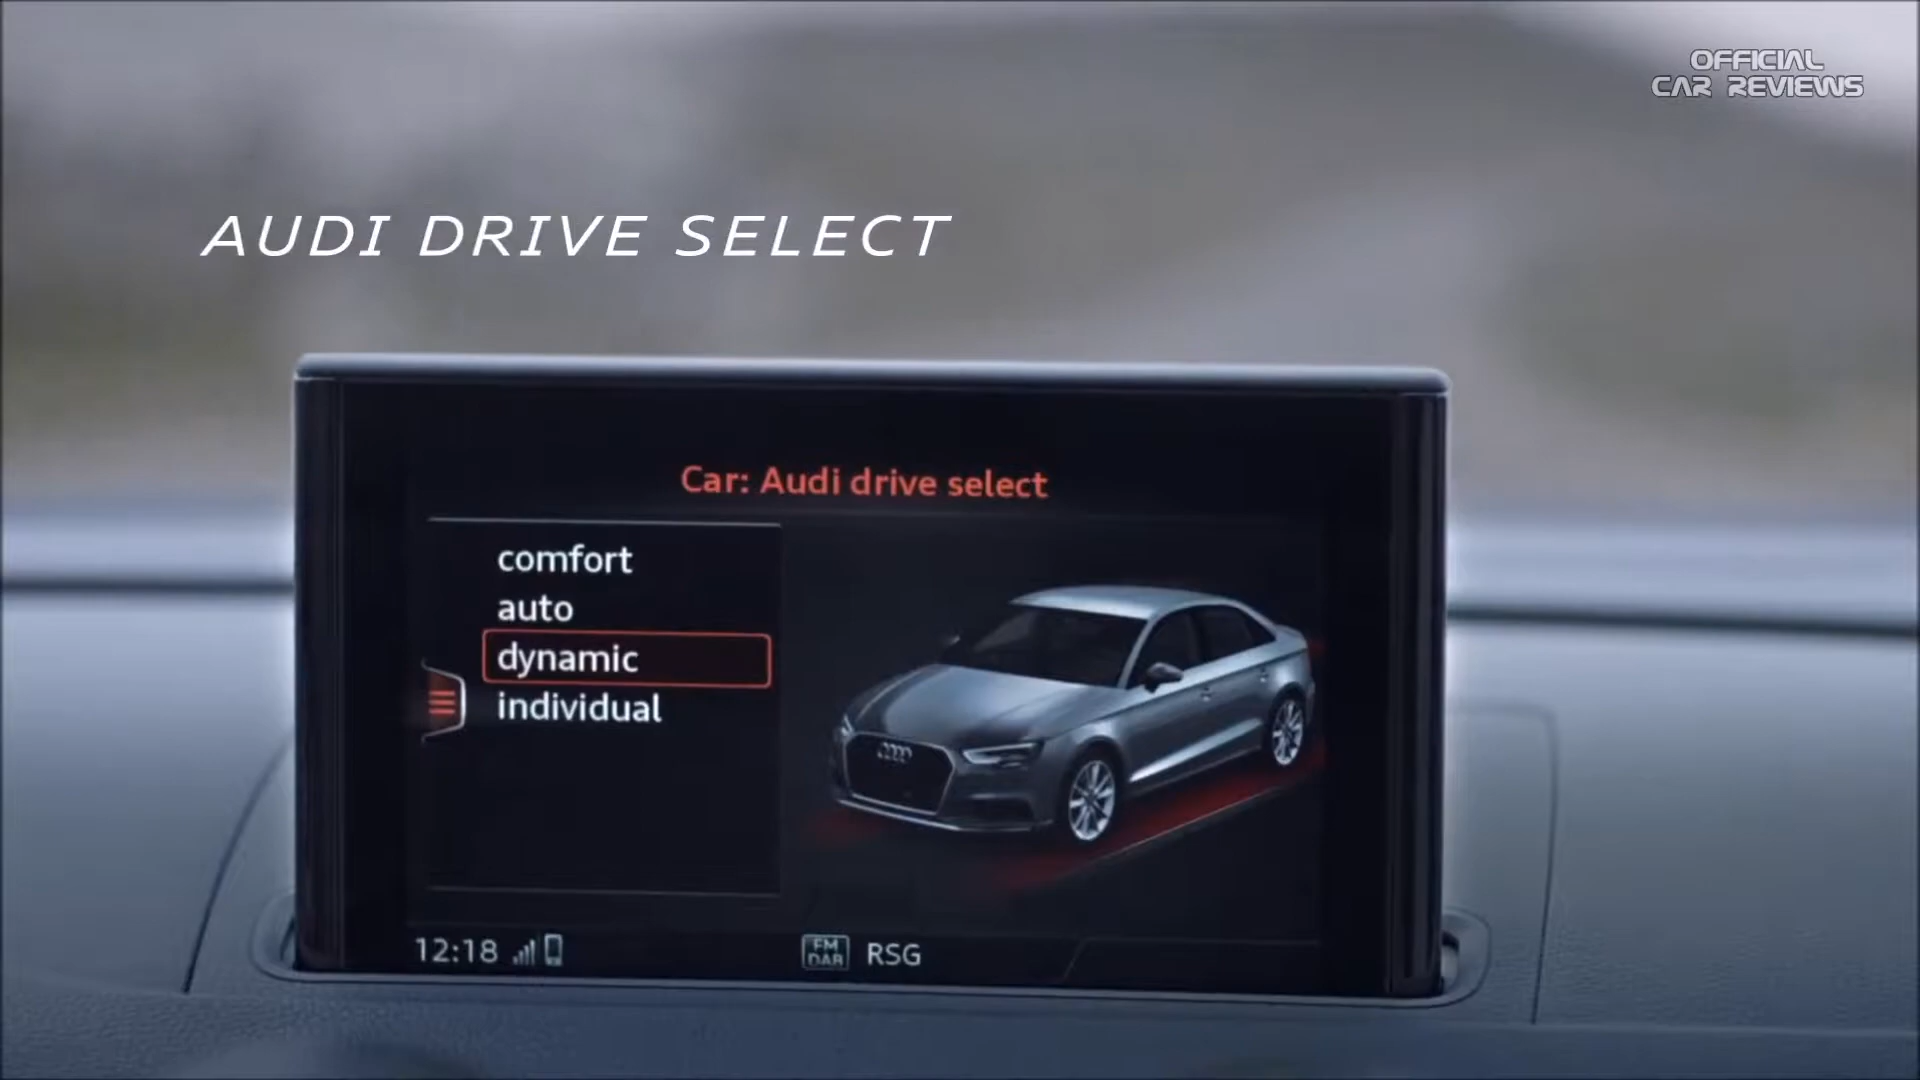 OFFICIAL
CAR REVIEWS
AUDI DRIVE SELECT
Car: Audi drive select
comfort
auto
dynamic
individual
12:18
FM
DAB
RSG